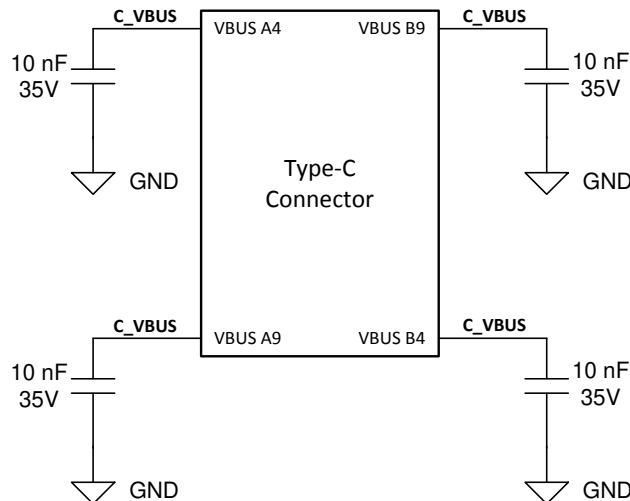 C_VBUS
C_VBUS
VBUS A4
VBUS B9
10 nF
35V
10 nF
35V
Type-C
Connector
GND
GND
C_VBUS
C_VBUS
VBUS A9
VBUS B4
10 nF
35V
10 nF
35V
GND
GND